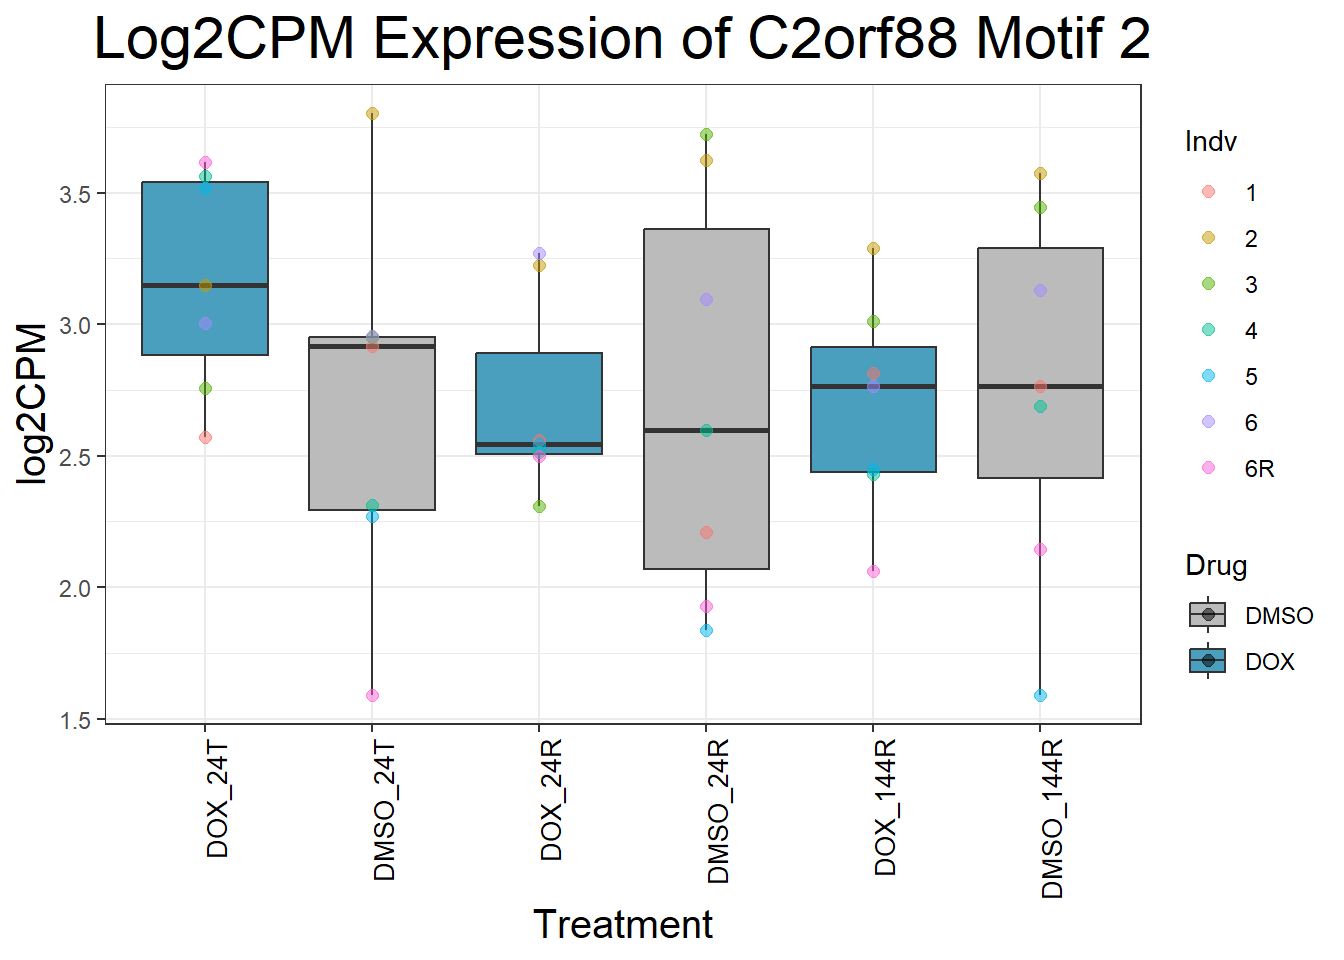 Log2CPM Expression of C2orf88 Motif 2
log2CPM
3.5
3.0
2.5
2.0
1.5
DOX_24T
DMSO_24T
DOX_24R
DMSO_24R
DOX_144R
DMSO_144R
Treatment
Indv
1
2
3
4
5
6
6R
Drug
DMSO
DOX